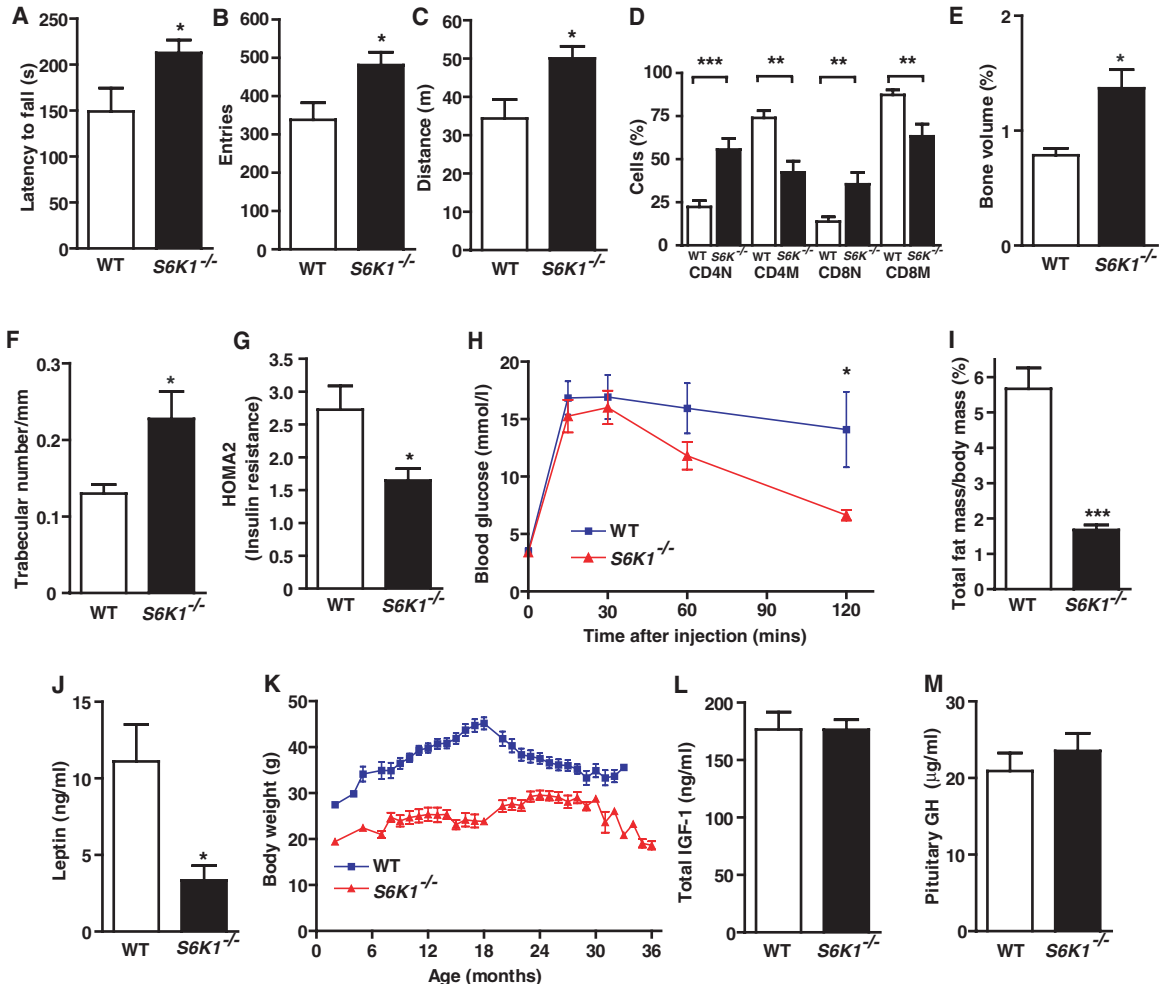 A
Latency to fall (s)
250
200
150
100
50
0
*
WT
S6K1-/-
B
Entries
600
500
400
300
200
100
0
*
WT
S6K1-/-
C
Distance (m)
60
50
40
30
20
10
0
*
WT
S6K1-/-
D
Cells (%)
100
75
50
25
0
*** ** ** **
WT S6K-/- WT S6K-/- WT S6K-/- WT S6K-/-
CD4N CD4M CD8N CD8M
E
Bone volume (%)
2
1
0
*
WT
S6K1-/-
F
Trabecular number/mm
0.3
0.2
0.1
0
*
WT
S6K1-/-
G
HOMA2
(Insulin resistance)
3.5
3.0
2.5
2.0
1.5
1.0
0.5
0.0
*
WT
S6K1-/-
H
Blood glucose (mmol/l)
20
15
10
5
0
*
WT
S6K1-/-
0 30 60 90 120
Time after injection (mins)
I
Total fat mass/body mass (%)
6
5
4
3
2
1
0
***
WT
S6K1-/-
J
Leptin (ng/ml)
15
10
5
0
*
WT
S6K1-/-
K
Body weight (g)
50
40
30
20
10
0
WT
S6K1-/-
0 6 12 18 24 30 36
Age (months)
L
Total IGF-1 (ng/ml)
200
150
100
50
0
WT
S6K1-/-
M
Pituitary GH (μg/ml)
30
20
10
0
WT
S6K1-/-